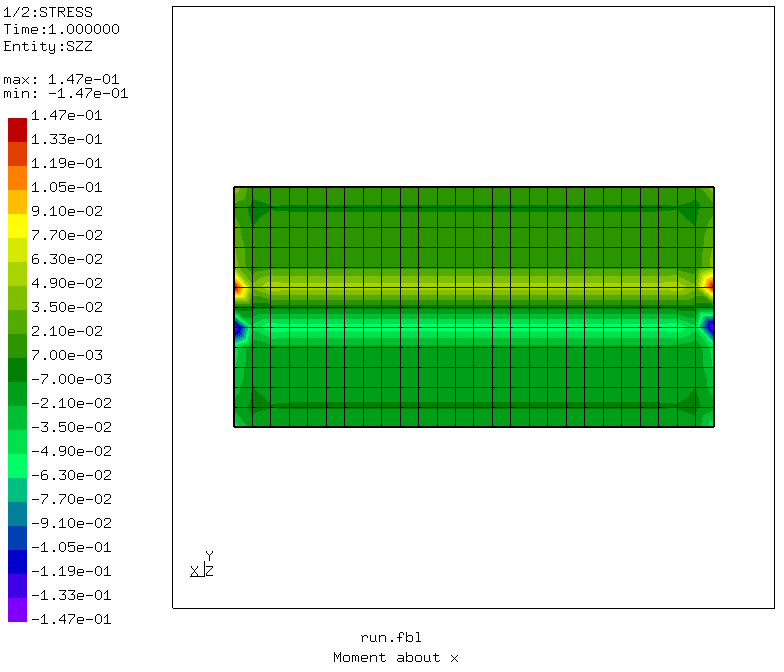 1/2:STRESS
Time:1.000000
Entity:SZZ
max: 1.47e-01
min: -1.47e-01
1.47e-01
1.33e-01
1.19e-01
1.05e-01
9.10e-02
7.70e-02
6.30e-02
4.90e-02
3.50e-02
2.10e-02
7.00e-03
-7.00e-03
-2.10e-02
-3.50e-02
-4.90e-02
-6.30e-02
-7.70e-02
-9.10e-02
-1.05e-01
-1.19e-01
-1.33e-01
-1.47e-01
Y
X Z
run.fbl
Moment about x